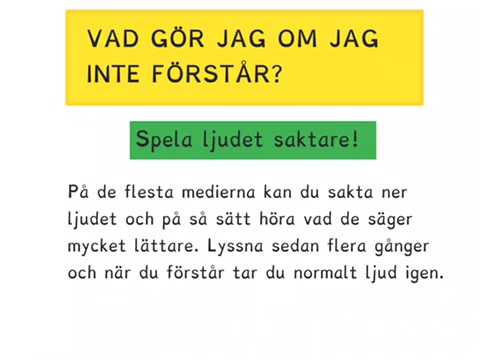 VAD GÖR JAG OM JAG
INTE FÖRSTÅR?
Spela ljudet saktare!
På de flesta medierna kan du sakta ner
ljudet och på så sätt höra vad de säger
mycket lättare. Lyssna sedan flera gånger
och när du förstår tar du normalt ljud igen.